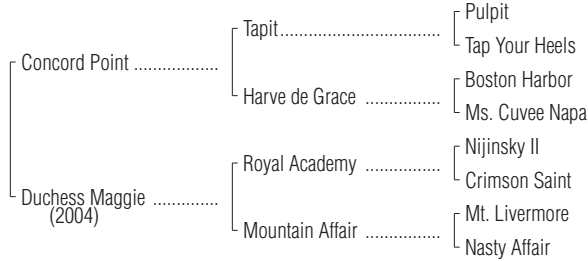 Pulpit
Tapit
Tap Your Heels
Concord Point
Boston Harbor
Harve de Grace
Ms. Cuvee Napa
Nijinsky II
Royal Academy
Crimson Saint
Duchess Maggie
(2004)
Mt. Livermore
Mountain Affair
Nasty Affair